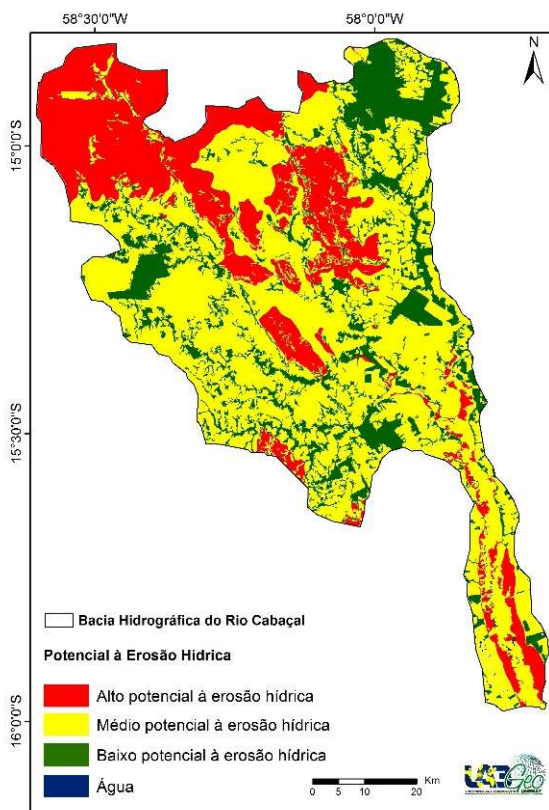 58°30'0"W 58°0'0"W
N
15°0'0"S
15°30'0"S
16°0'0"S
Bacia Hidrográfica do Rio Cabaçal
Potencial à Erosão Hídrica
Alto potencial à erosão hídrica
Médio potencial à erosão hídrica
Baixo potencial à erosão hídrica
Água
Km
0 5 10 20
Geo